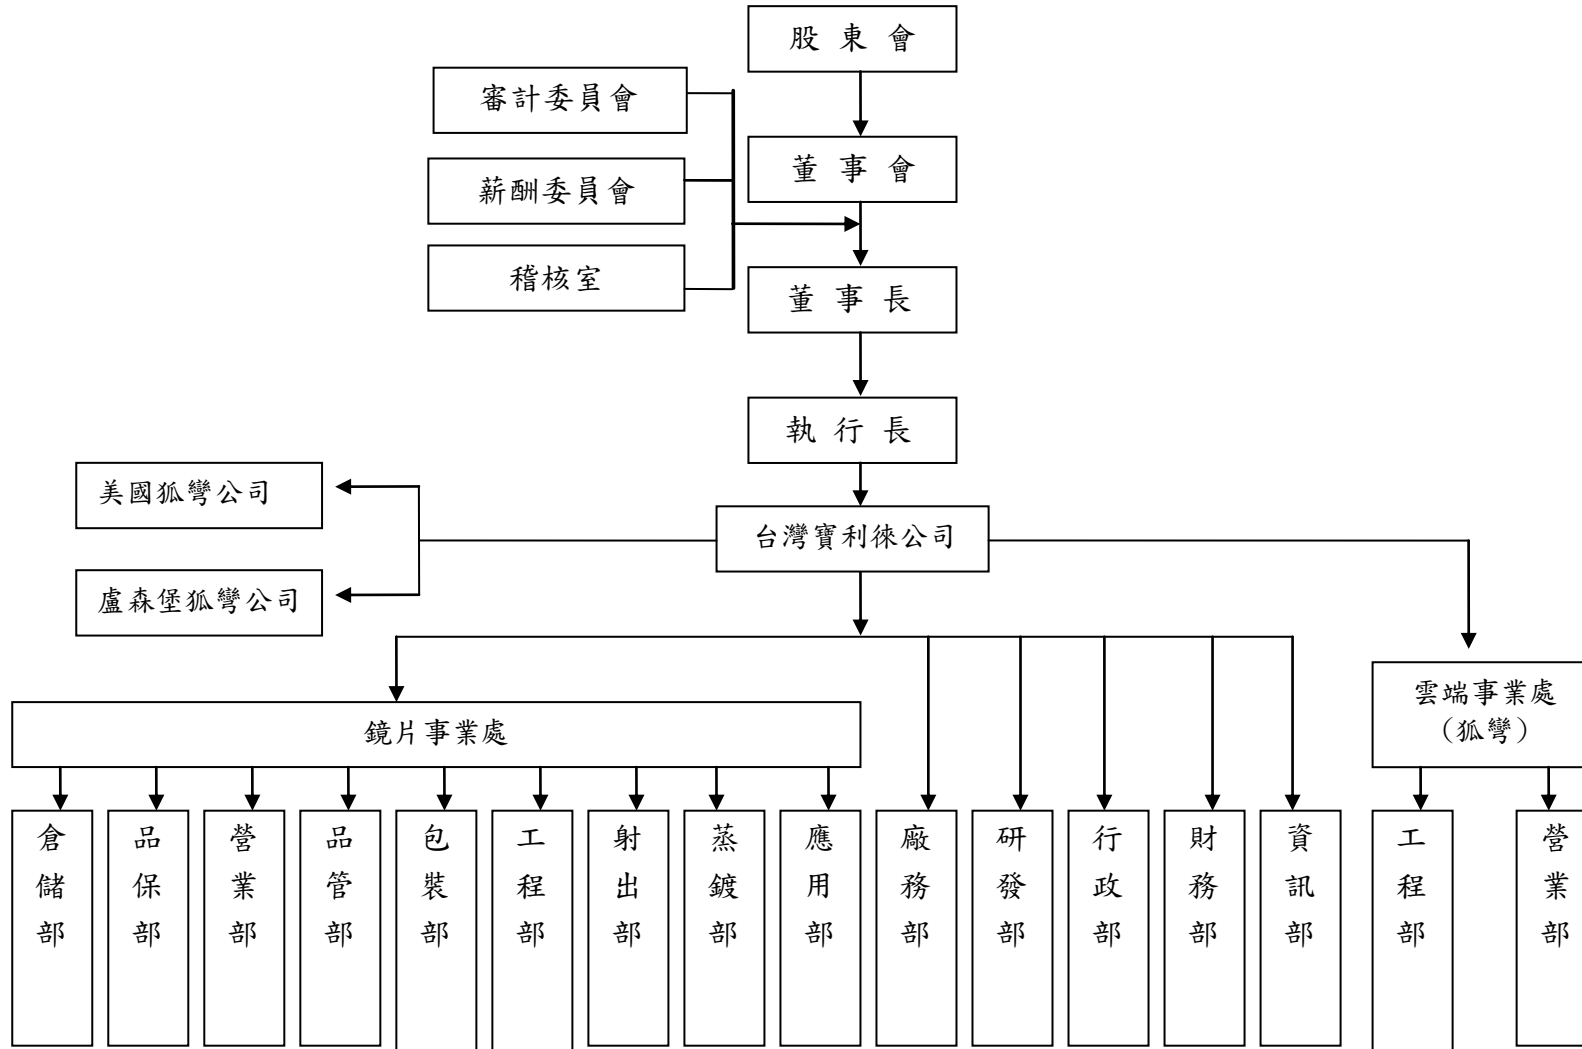 股東會
審計委員會
董事會
薪酬委員會
稽核室
董事長
執行長
美國狐彎公司
台灣寶利徠公司
盧森堡狐彎公司
鏡片事業處
雲端事業處
（狐彎）
倉儲部
品保部
營業部
品管部
包裝部
工程部
射出部
蒸鍍部
應用部
廠務部
研發部
行政部
財務部
資訊部
工程部
營業部